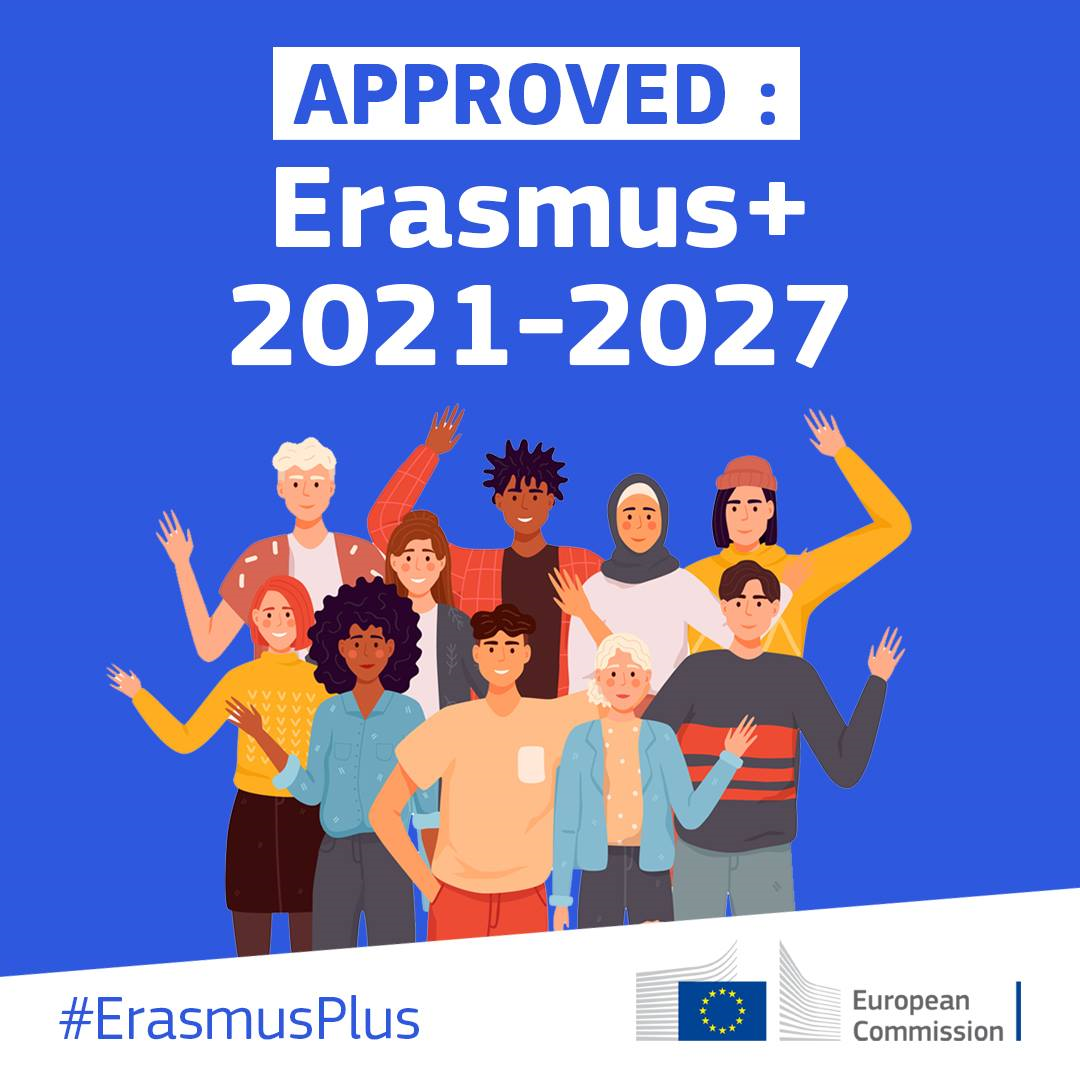 APPROVED :
Erasmus+
2021-2027
#ErasmusPlus
European
Commission